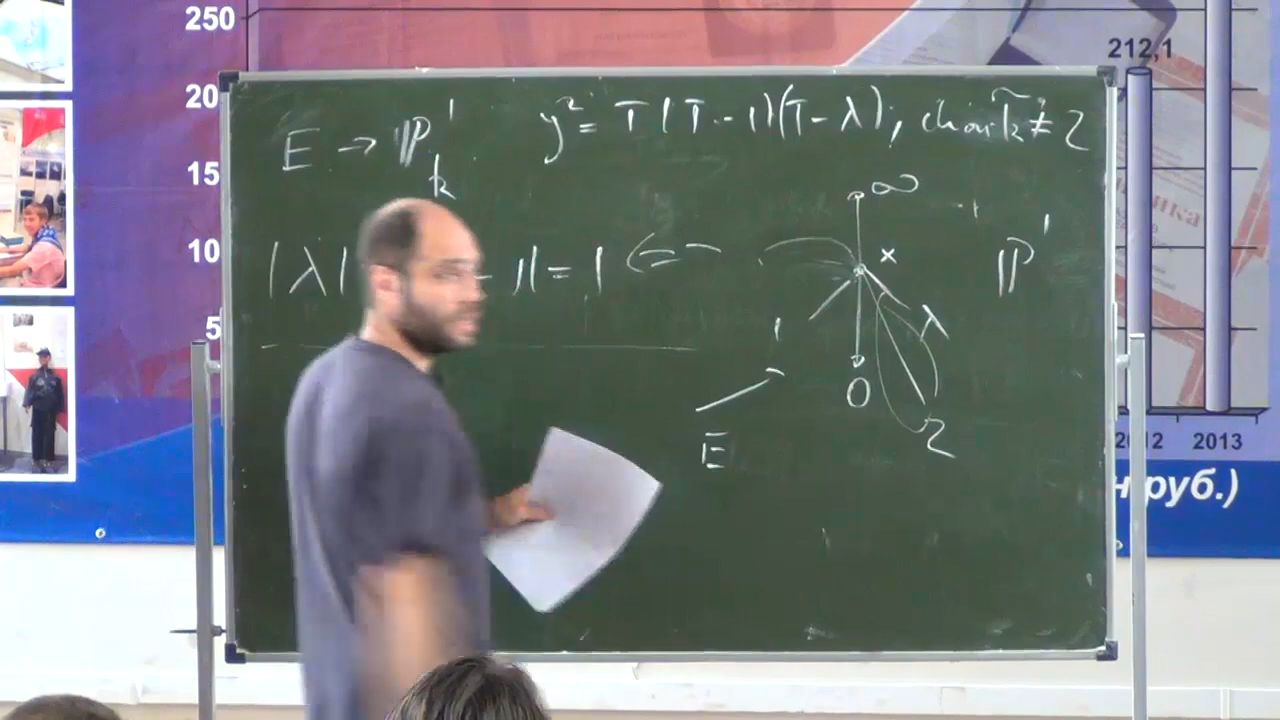 250
212,1
20
E → ℙ¹ₖ y² = T(T-1)(T-λ), char k̃ ≠ 2
15
∞
10
|λ| - 1| = 1 ⇐ x ℙ¹
5
1 λ
0
E 2
2012 2013
руб.)